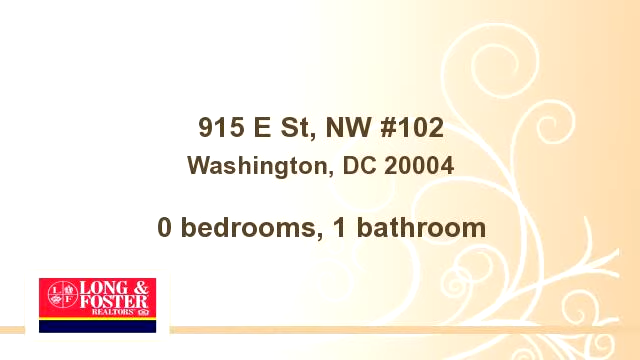 915 E St, NW #102
Washington, DC 20004
0 bedrooms, 1 bathroom
LONG &
FOSTER
REALTORS